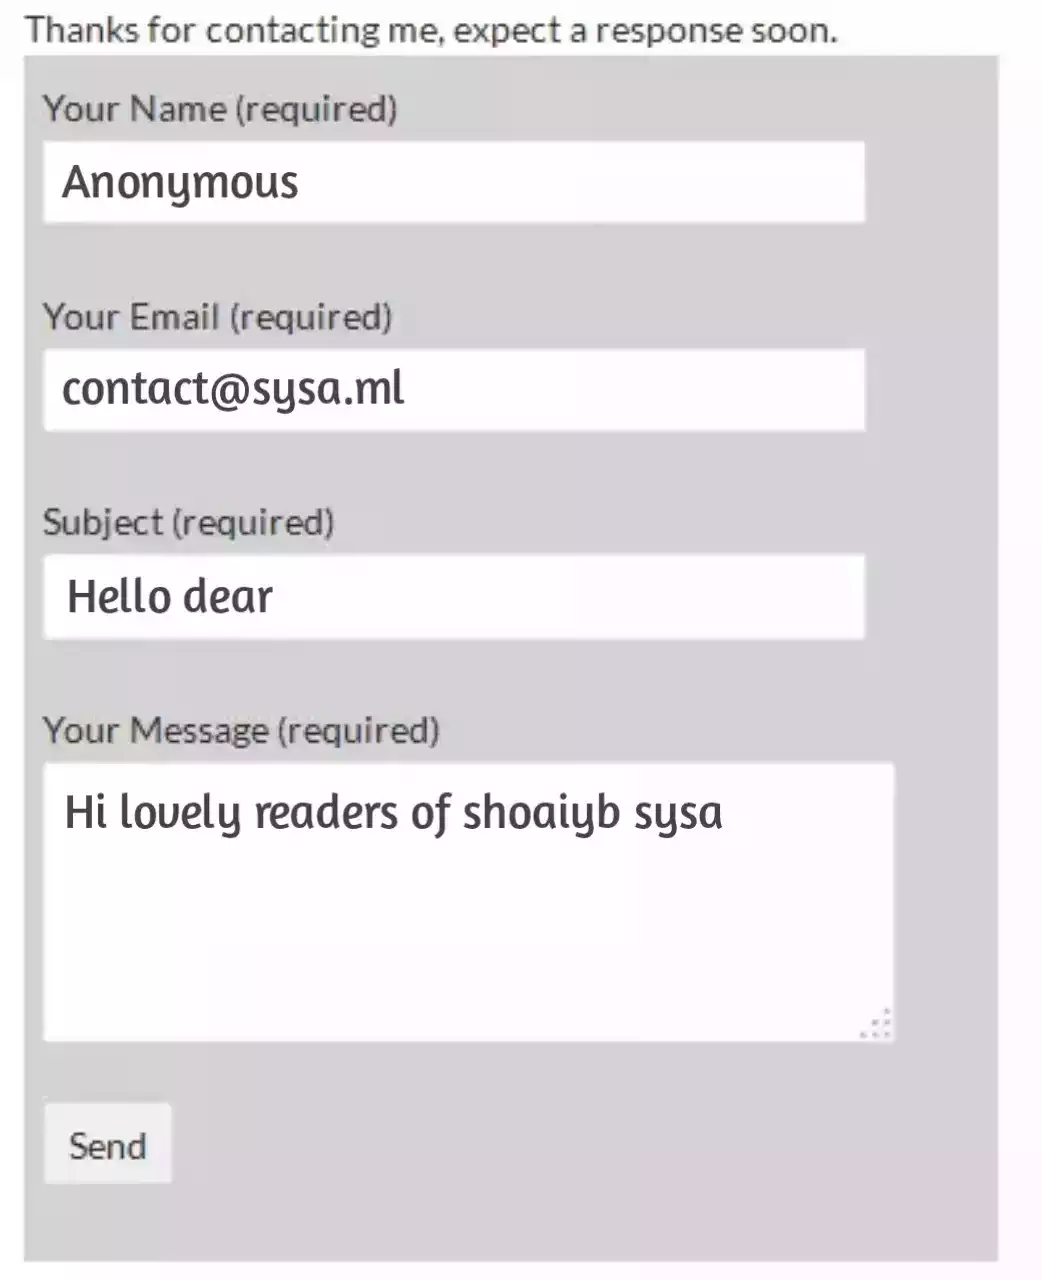 Thanks for contacting me, expect a response soon.
Your Name (required)
Anonymous
Your Email (required)
contact@sysa.ml
Subject (required)
Hello dear
Your Message (required)
Hi lovely readers of shoaiyb sysa
Send